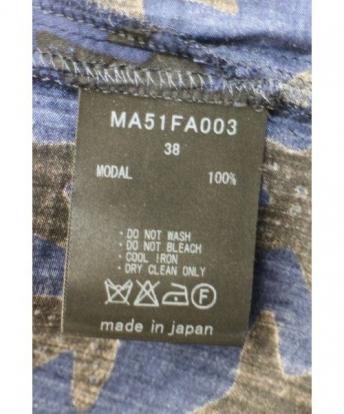 MA51FA003
38
MODAL 100%
・DO NOT WASH
・DO NOT BLEACH
・COOL IRON
・DRY CLEAN ONLY
F
made in japan